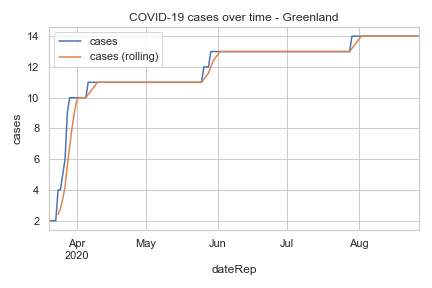 COVID-19 cases over time - Greenland
cases
cases (rolling)
14
12
10
8
6
4
2
cases
Apr
2020
May
Jun
Jul
Aug
dateRep